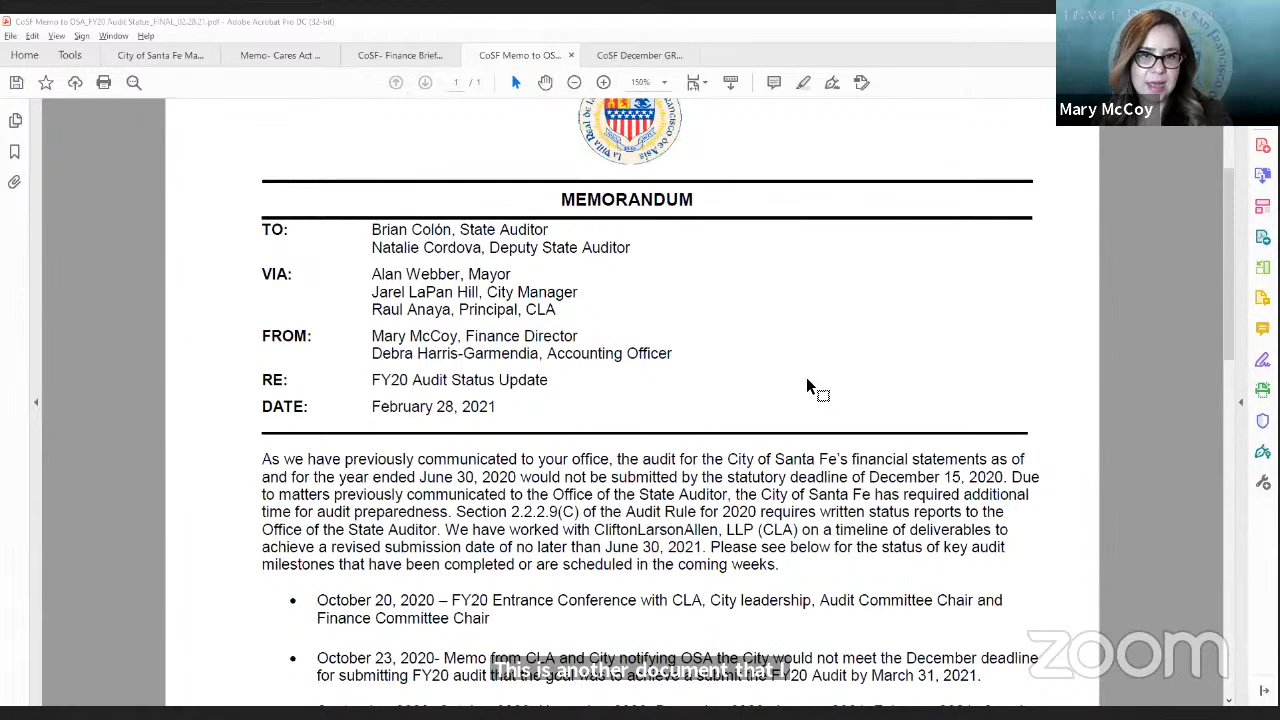 CoSF Memo to OSA_FY20 Audit Status_FINAL_02.28.21.pdf - Adobe Acrobat Pro DC (32-bit)
File Edit View Sign Window Help
Home Tools City of Santa Fe Ma... Memo- Cares Act ... CoSF- Finance Brief... CoSF Memo to OS... × CoSF December GR...
1 / 1 150%
Mary McCoy
MEMORANDUM
TO: Brian Colón, State Auditor
Natalie Cordova, Deputy State Auditor
VIA: Alan Webber, Mayor
Jarel LaPan Hill, City Manager
Raul Anaya, Principal, CLA
FROM: Mary McCoy, Finance Director
Debra Harris-Garmendia, Accounting Officer
RE: FY20 Audit Status Update
DATE: February 28, 2021
As we have previously communicated to your office, the audit for the City of Santa Fe's financial statements as of
and for the year ended June 30, 2020 would not be submitted by the statutory deadline of December 15, 2020. Due
to matters previously communicated to the Office of the State Auditor, the City of Santa Fe has required additional
time for audit preparedness. Section 2.2.2.9(C) of the Audit Rule for 2020 requires written status reports to the
Office of the State Auditor. We have worked with CliftonLarsonAllen, LLP (CLA) on a timeline of deliverables to
achieve a revised submission date of no later than June 30, 2021. Please see below for the status of key audit
milestones that have been completed or are scheduled in the coming weeks.
• October 20, 2020 – FY20 Entrance Conference with CLA, City leadership, Audit Committee Chair and
Finance Committee Chair
• October 23, 2020- Memo from CLA and City notifying OSA the City would not meet the December deadline
for submitting FY20 audit that the goal was to achieve a submit the FY20 Audit by March 31, 2021.
This is another document that I
zoom